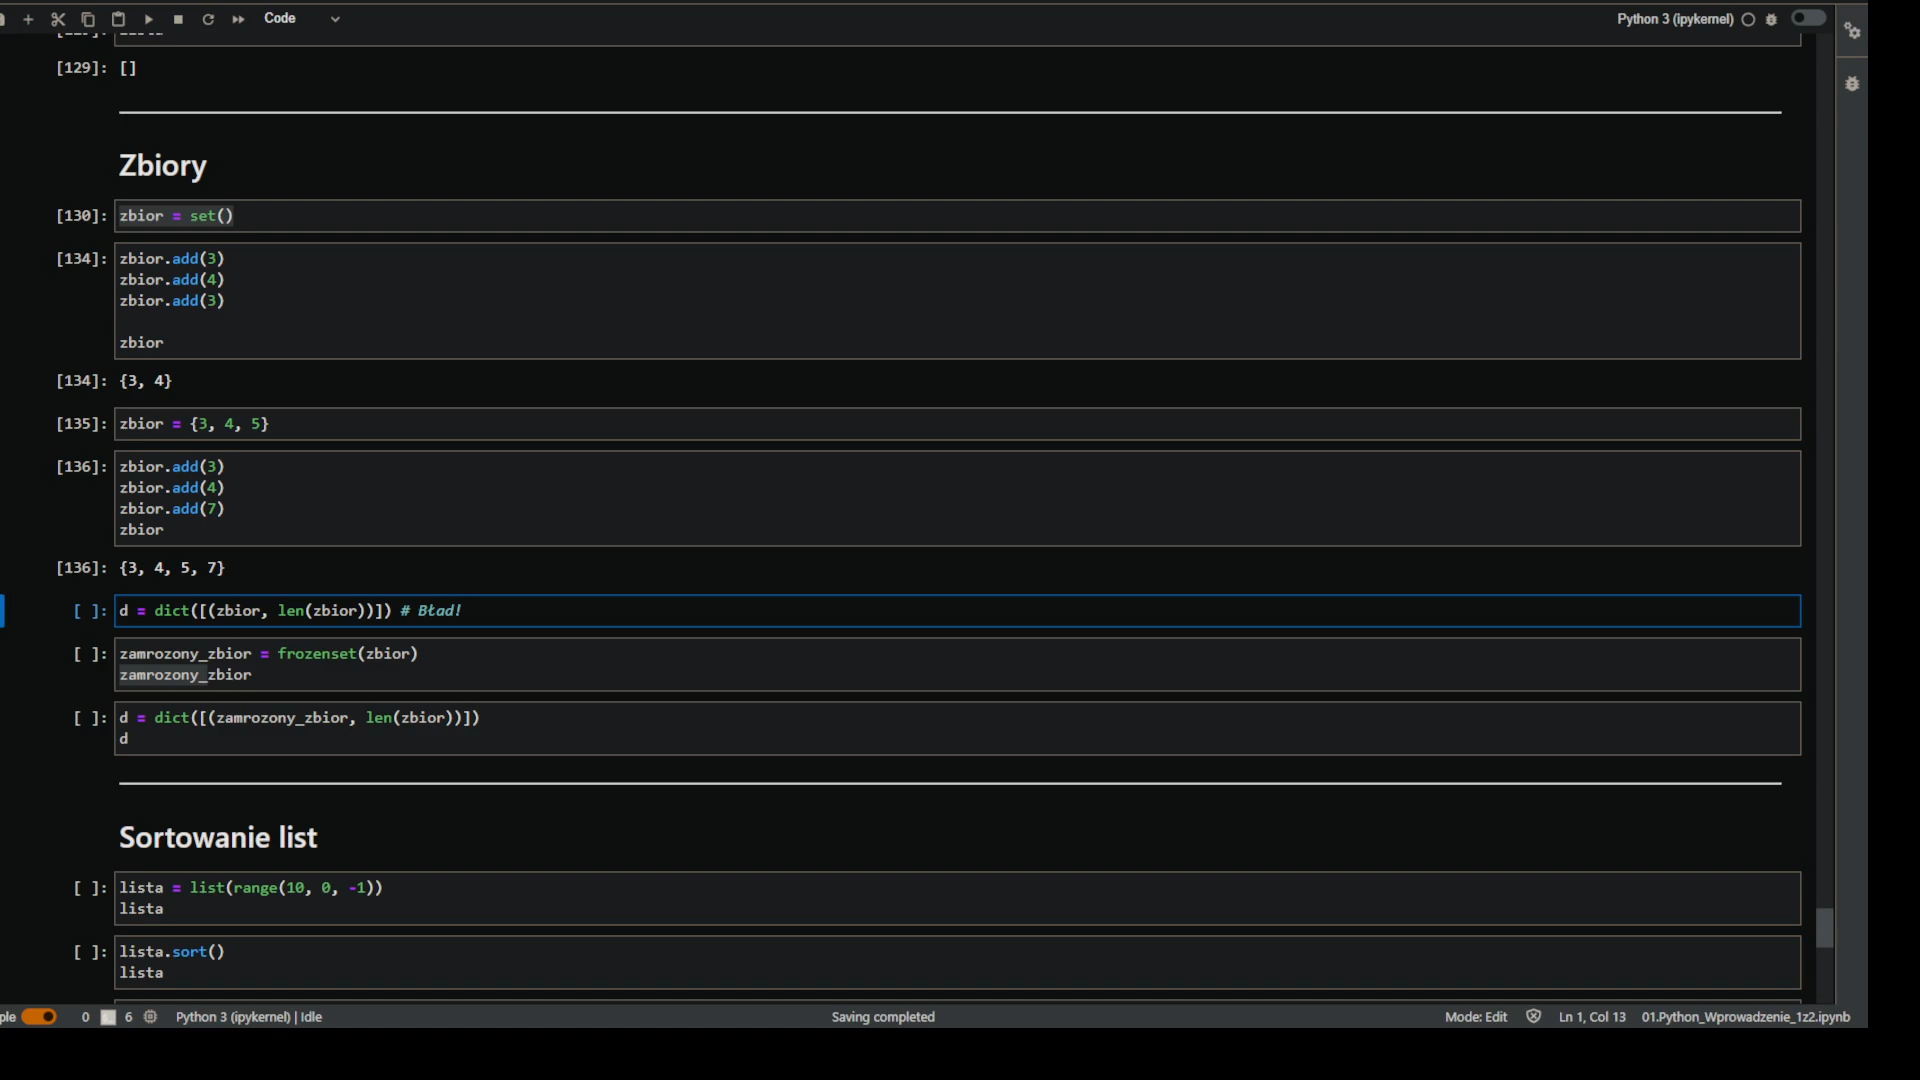 Code
Python 3 (ipykernel)
[129]: []
Zbiory
[130]: zbior = set()
[134]: zbior.add(3)
zbior.add(4)
zbior.add(3)
zbior
[134]: {3, 4}
[135]: zbior = {3, 4, 5}
[136]: zbior.add(3)
zbior.add(4)
zbior.add(7)
zbior
[136]: {3, 4, 5, 7}
[ ]: d = dict([(zbior, len(zbior))]) # Bład!
[ ]: zamrozony_zbior = frozenset(zbior)
zamrozony_zbior
[ ]: d = dict([(zamrozony_zbior, len(zbior))])
d
Sortowanie list
[ ]: lista = list(range(10, 0, -1))
lista
[ ]: lista.sort()
lista
ple 0 6 Python 3 (ipykernel) | Idle Saving completed Mode: Edit Ln 1, Col 13 01.Python_Wprowadzenie_1z2.ipynb